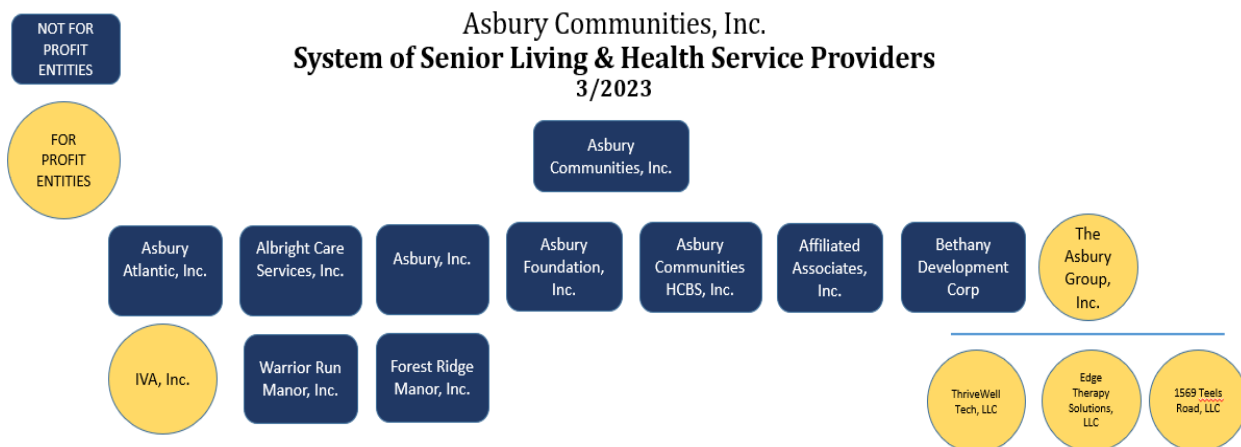 Asbury Communities, Inc.
System of Senior Living & Health Service Providers
3/2023
NOT FOR
PROFIT
ENTITIES
FOR
PROFIT
ENTITIES
Asbury
Communities, Inc.
Asbury
Atlantic, Inc.
Albright Care
Services, Inc.
Asbury, Inc.
Asbury
Foundation,
Inc.
Asbury
Communities
HCBS, Inc.
Affiliated
Associates,
Inc.
Bethany
Development
Corp
The
Asbury
Group,
Inc.
IVA, Inc.
Warrior Run
Manor, Inc.
Forest Ridge
Manor, Inc.
ThriveWell
Tech, LLC
Edge
Therapy
Solutions,
LLC
1569 Teels
Road, LLC